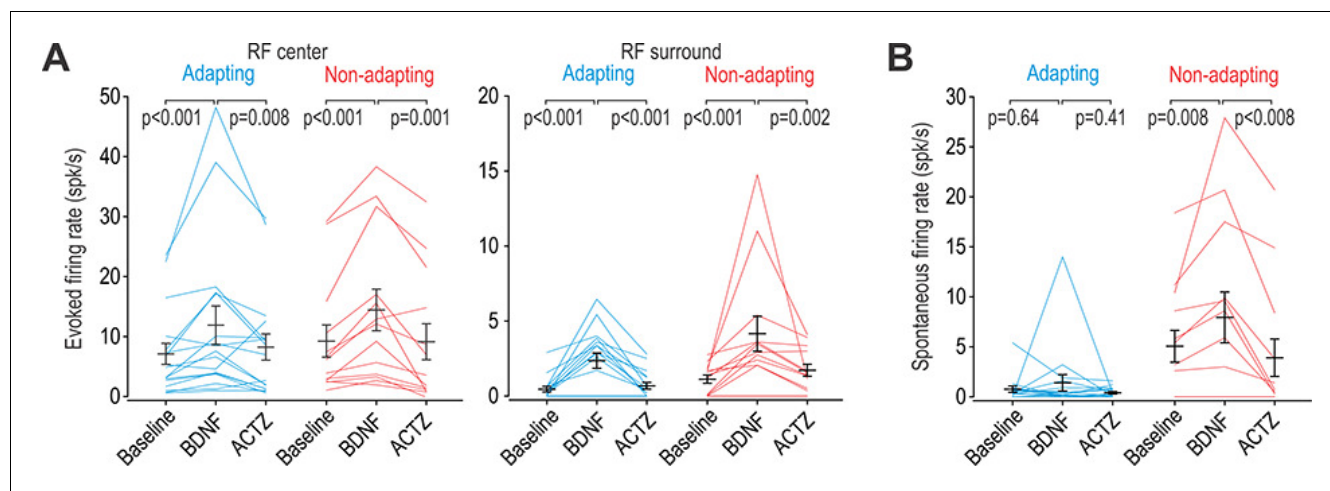 A
RF center
RF surround
B
Adapting
Non-adapting
Adapting
Non-adapting
Adapting
Non-adapting
p<0.001
p=0.008
p<0.001
p=0.001
p<0.001
p<0.001
p<0.001
p=0.002
p=0.64
p=0.41
p=0.008
p<0.008
Evoked firing rate (spk/s)
50
40
30
20
10
0
20
15
10
5
0
Spontaneous firing rate (spk/s)
30
25
20
15
10
5
0
Baseline
BDNF
ACTZ
Baseline
BDNF
ACTZ
Baseline
BDNF
ACTZ
Baseline
BDNF
ACTZ
Baseline
BDNF
ACTZ
Baseline
BDNF
ACTZ